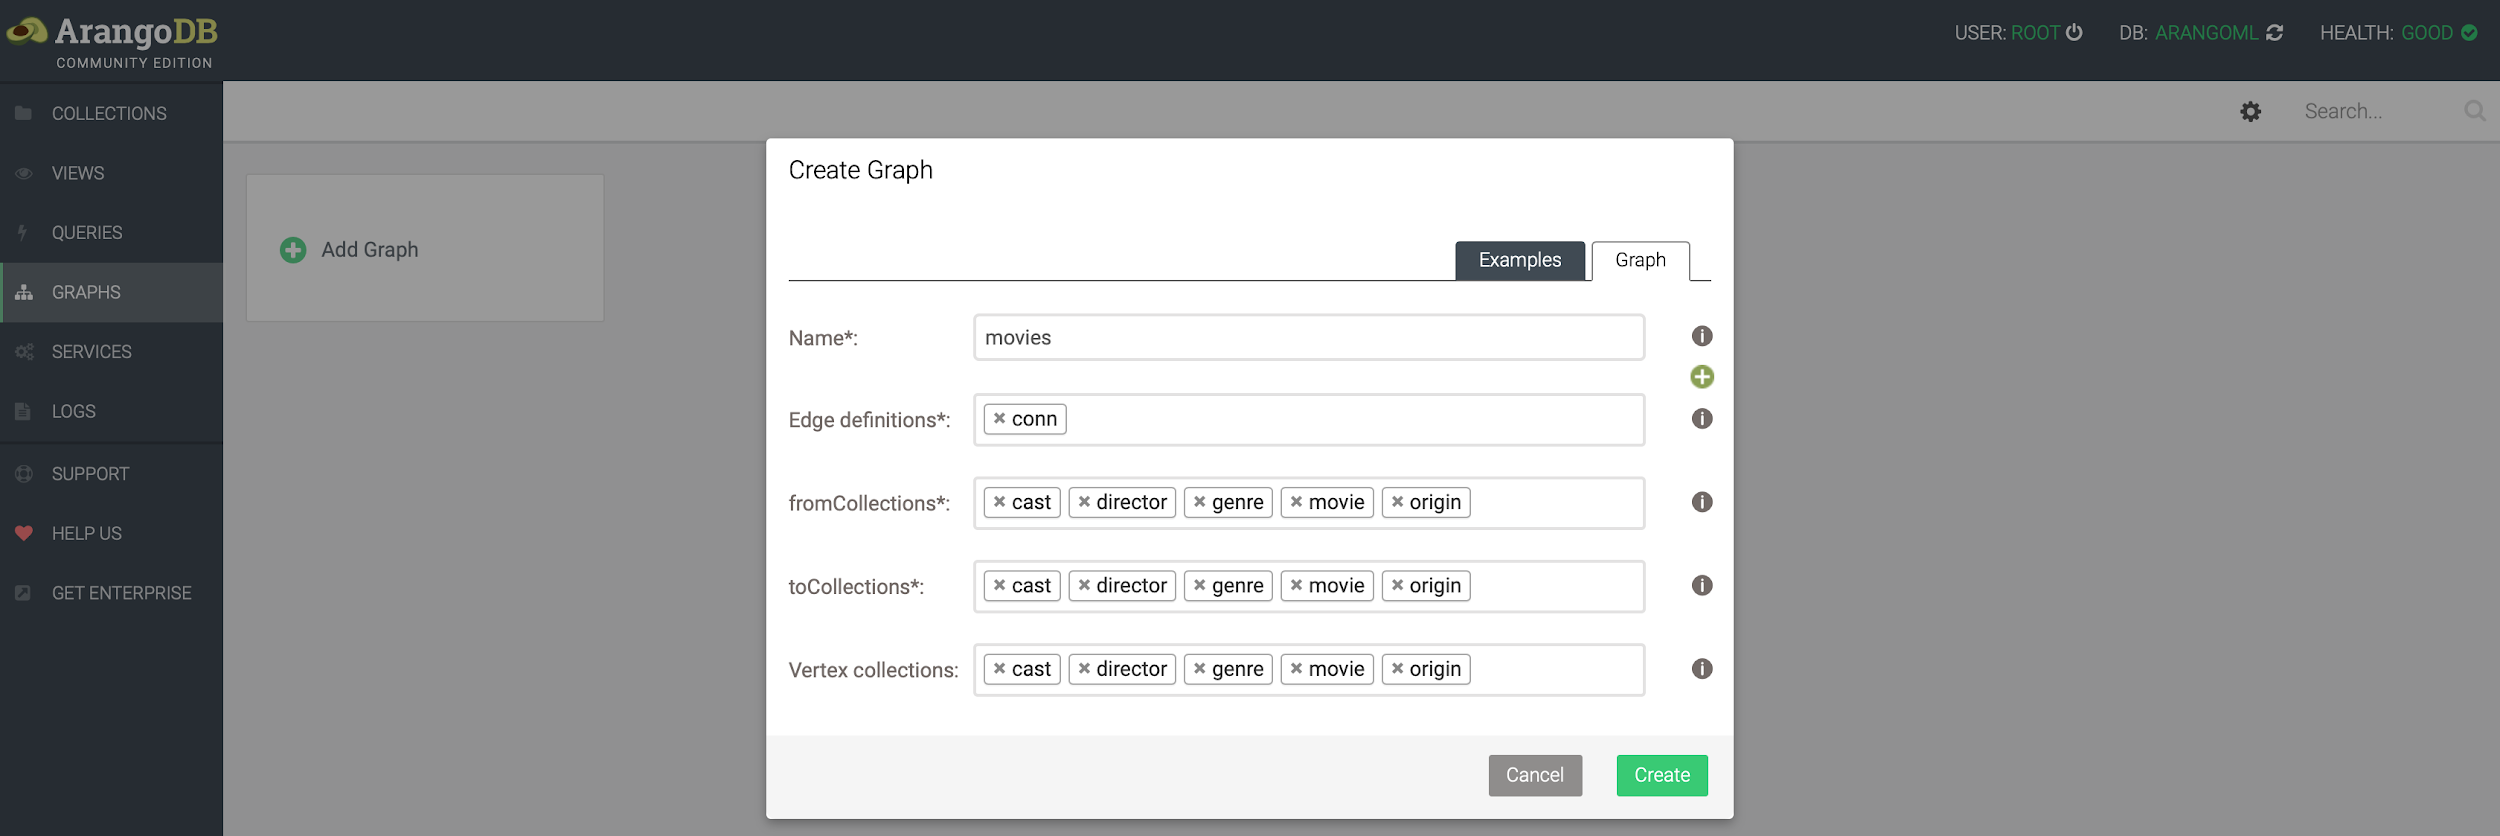 ArangoDB
COMMUNITY EDITION
USER: ROOT DB: ARANGOML HEALTH: GOOD
COLLECTIONS
VIEWS
QUERIES
GRAPHS
SERVICES
LOGS
SUPPORT
HELP US
GET ENTERPRISE
Search...
Add Graph
Create Graph
Examples Graph
Name*: movies
Edge definitions*: conn
fromCollections*: cast director genre movie origin
toCollections*: cast director genre movie origin
Vertex collections: cast director genre movie origin
Cancel Create